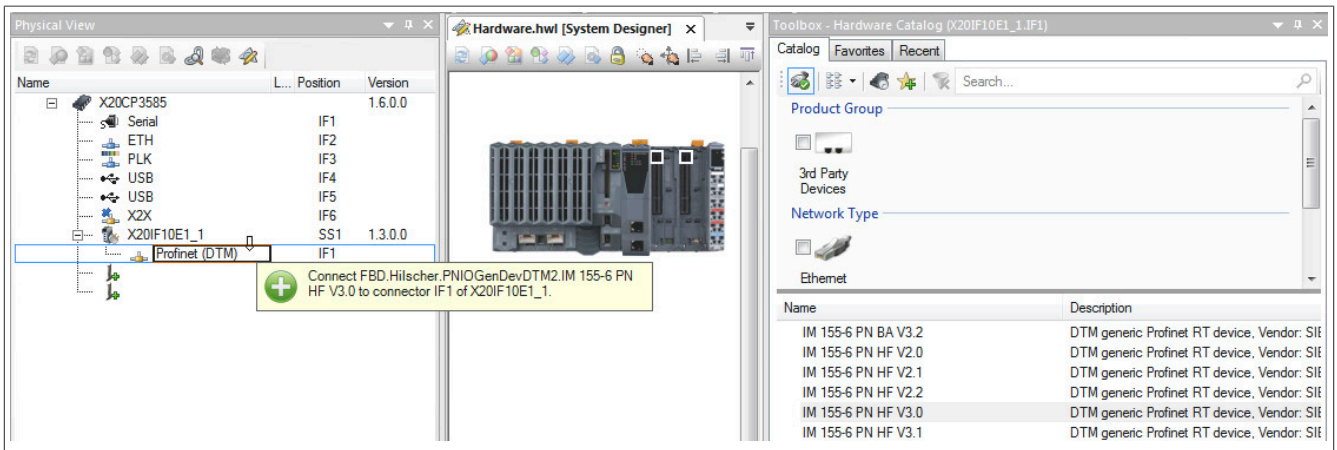 Physical View
Name L... Position Version
X20CP3585 1.6.0.0
Serial IF1
ETH IF2
PLK IF3
USB IF4
USB IF5
X2X IF6
X20IF10E1_1 SS1 1.3.0.0
Profinet (DTM) IF1
Connect FBD.Hilscher.PNIOGenDevDTM2.IM 155-6 PN
HF V3.0 to connector IF1 of X20IF10E1_1.
Hardware.hwl [System Designer] X
Toolbox - Hardware Catalog (X20IF10E1_1.IF1)
Catalog Favorites Recent
Search...
Product Group
3rd Party
Devices
Network Type
Ethernet
Name Description
IM 155-6 PN BA V3.2 DTM generic Profinet RT device, Vendor: SIE
IM 155-6 PN HF V2.0 DTM generic Profinet RT device, Vendor: SIE
IM 155-6 PN HF V2.1 DTM generic Profinet RT device, Vendor: SIE
IM 155-6 PN HF V2.2 DTM generic Profinet RT device, Vendor: SIE
IM 155-6 PN HF V3.0 DTM generic Profinet RT device, Vendor: SIE
IM 155-6 PN HF V3.1 DTM generic Profinet RT device, Vendor: SIE